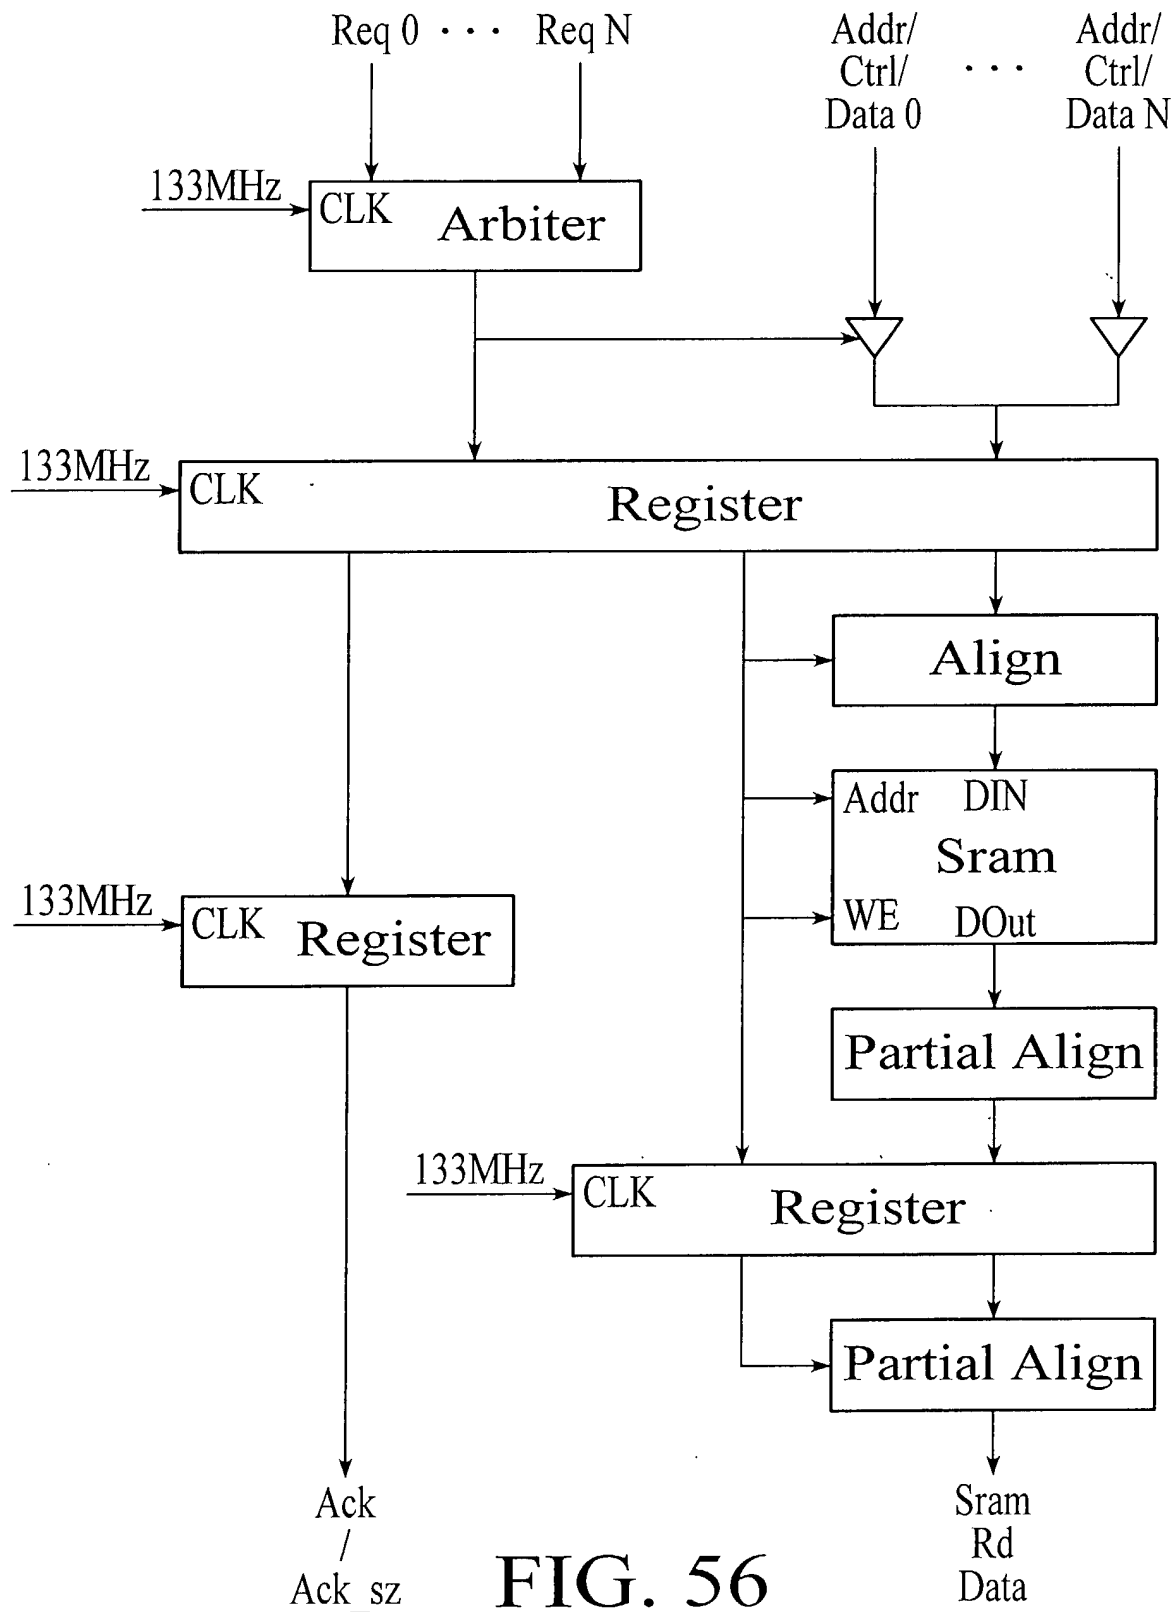 Req 0 · · · Req N
Addr/
Ctrl/
Data 0
· · ·
Addr/
Ctrl/
Data N
133MHz
CLK
Arbiter
133MHz
CLK
Register
Align
Addr DIN
Sram
WE DOut
133MHz
CLK
Register
Partial Align
133MHz
CLK
Register
Partial Align
Ack
/
Ack_sz
Sram
Rd
Data
FIG. 56